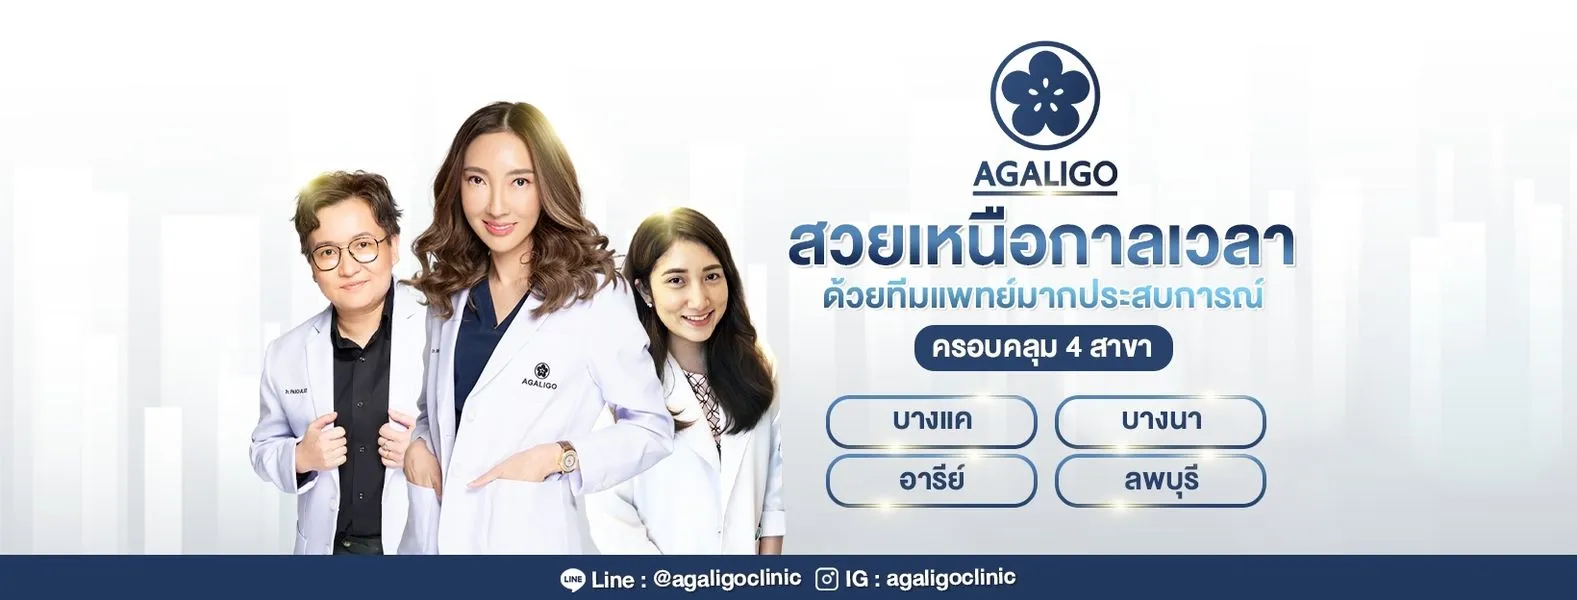 AGALIGO
สวยเหนือกาลเวลา
ด้วยทีมแพทย์มากประสบการณ์
ครอบคลุม 4 สาขา
บางแค
บางนา
อารีย์
ลพบุรี
AGALIGO
LINE Line : @agaligoclinic IG : agaligoclinic